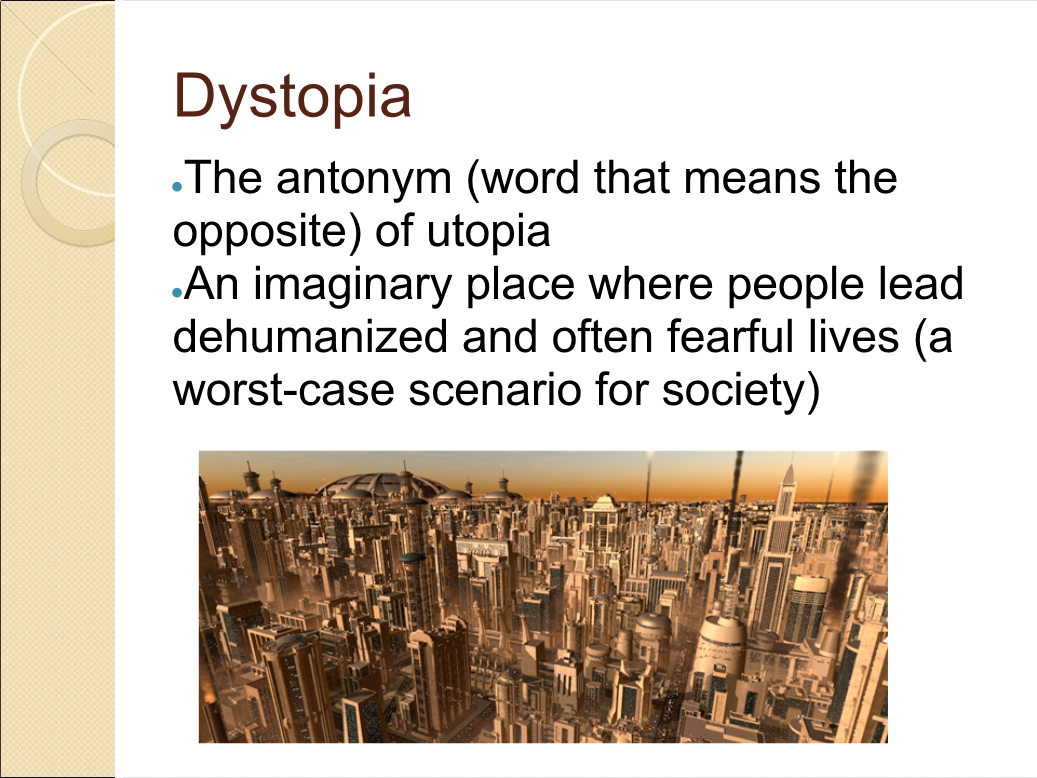 Dystopia
●The antonym (word that means the
opposite) of utopia
●An imaginary place where people lead
dehumanized and often fearful lives (a
worst-case scenario for society)